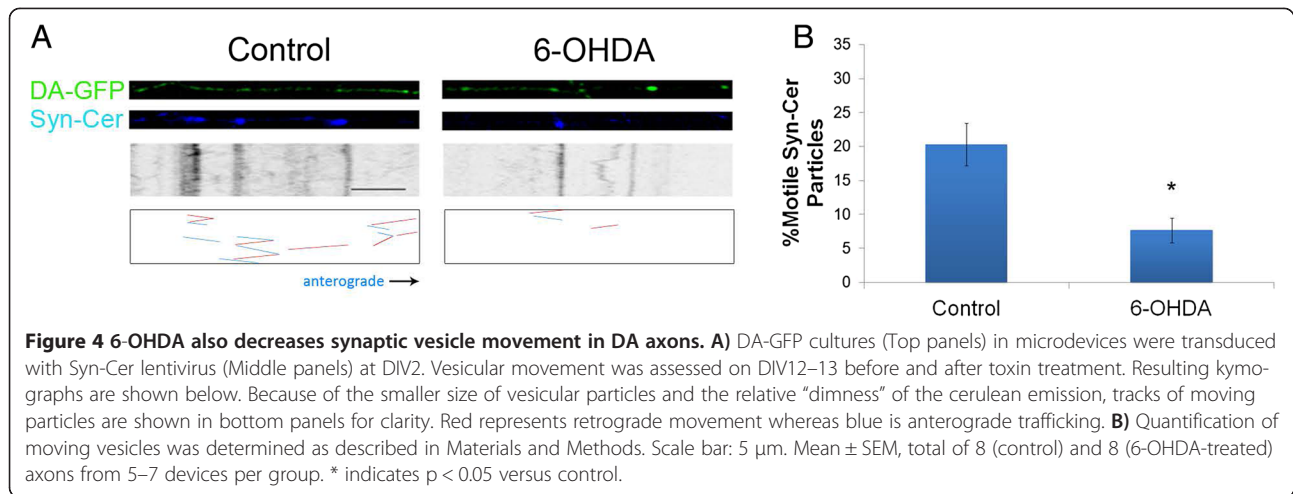 A
Control
6-OHDA
DA-GFP
Syn-Cer
anterograde
B
%Motile Syn-Cer
Particles
35
30
25
20
15
10
5
0
*
Control
6-OHDA
Figure 4 6-OHDA also decreases synaptic vesicle movement in DA axons. A) DA-GFP cultures (Top panels) in microdevices were transduced
with Syn-Cer lentivirus (Middle panels) at DIV2. Vesicular movement was assessed on DIV12–13 before and after toxin treatment. Resulting kymo-
graphs are shown below. Because of the smaller size of vesicular particles and the relative “dimness” of the cerulean emission, tracks of moving
particles are shown in bottom panels for clarity. Red represents retrograde movement whereas blue is anterograde trafficking. B) Quantification of
moving vesicles was determined as described in Materials and Methods. Scale bar: 5 μm. Mean ± SEM, total of 8 (control) and 8 (6-OHDA-treated)
axons from 5–7 devices per group. * indicates p < 0.05 versus control.